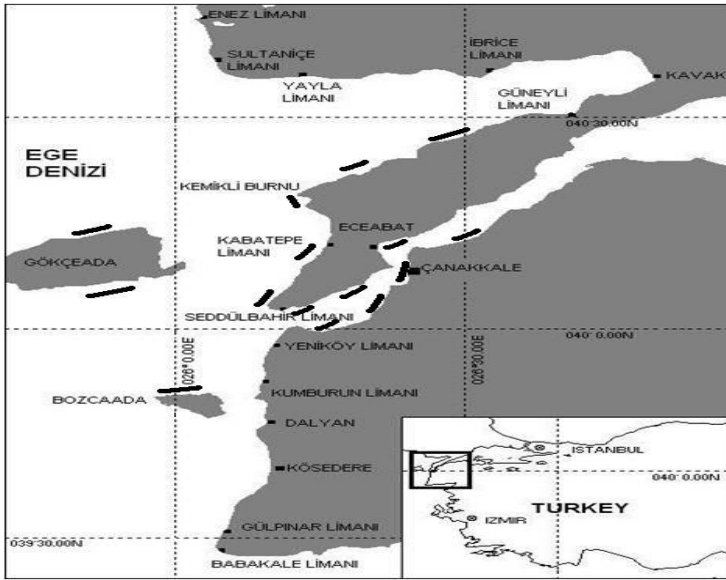 ENEZ LİMANI
SULTANİÇE
LİMANI
YAYLA
LİMANI
İBRİCE
LİMANI
KAVAK
GÜNEYLİ
LİMANI
040 30.00N
EGE
DENİZİ
KEMİKLİ BURNU
ECEABAT
KABATEPE
LİMANI
GÖKÇEADA
ÇANAKKALE
SEDDÜLBAHIR LİMANI
040 0.00N
026 0.00E
026 30.00E
YENİKÖY LİMANI
BOZCAADA
KUMBURUN LİMANI
DALYAN
KÖSEDERE
ISTANBUL
040 0.00N
TURKEY
IZMIR
GÜLPINAR LİMANI
039 30.00N
BABAKALE LİMANI